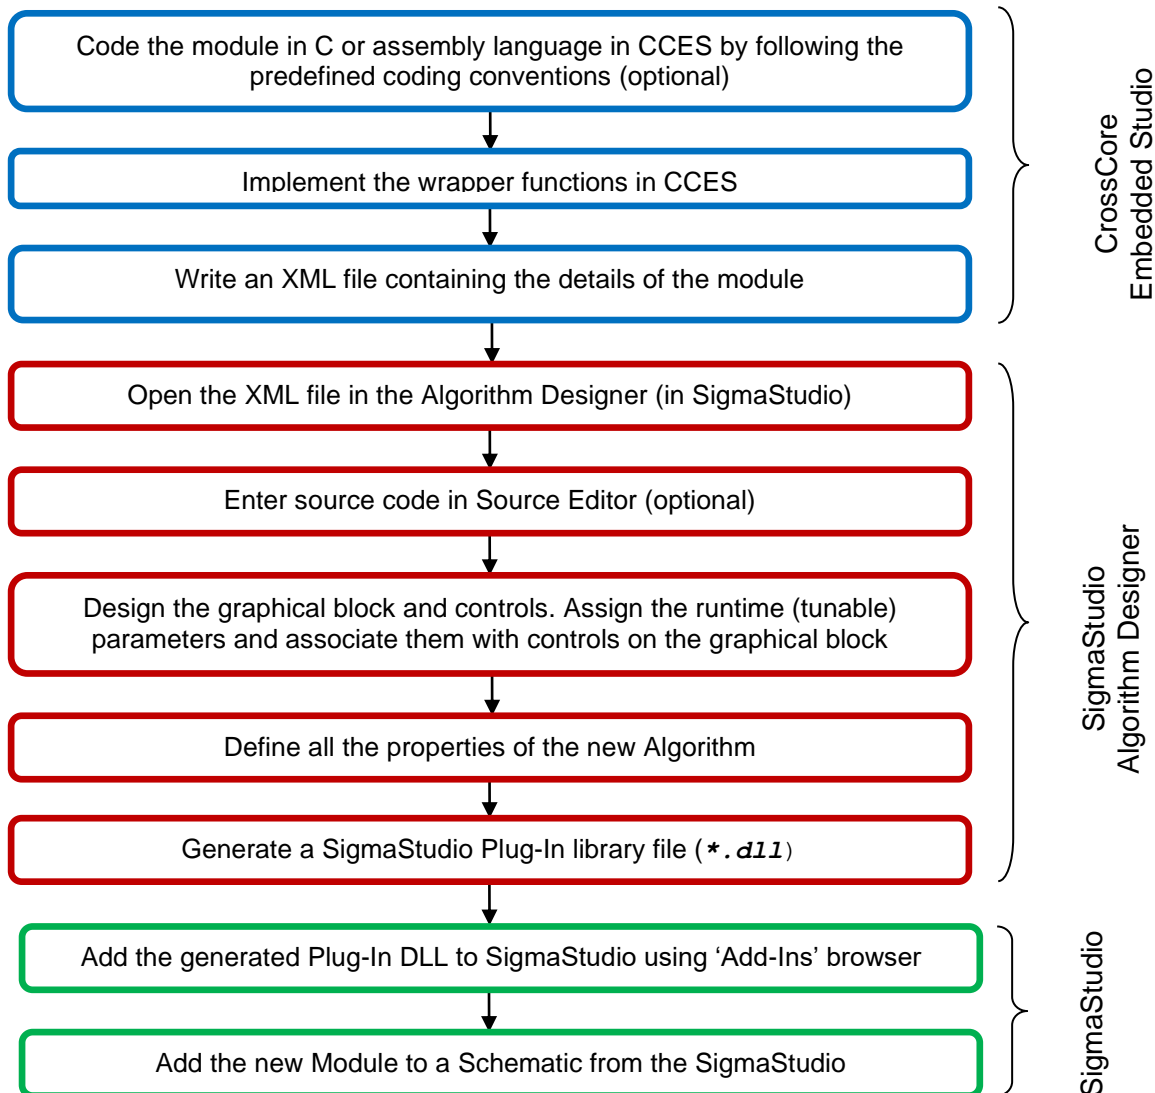 Code the module in C or assembly language in CCES by following the
predefined coding conventions (optional)
Implement the wrapper functions in CCES
Write an XML file containing the details of the module
CrossCore
Embedded Studio
Open the XML file in the Algorithm Designer (in SigmaStudio)
Enter source code in Source Editor (optional)
Design the graphical block and controls. Assign the runtime (tunable)
parameters and associate them with controls on the graphical block
Define all the properties of the new Algorithm
Generate a SigmaStudio Plug-In library file (*.dll)
SigmaStudio
Algorithm Designer
Add the generated Plug-In DLL to SigmaStudio using ‘Add-Ins’ browser
Add the new Module to a Schematic from the SigmaStudio
SigmaStudio